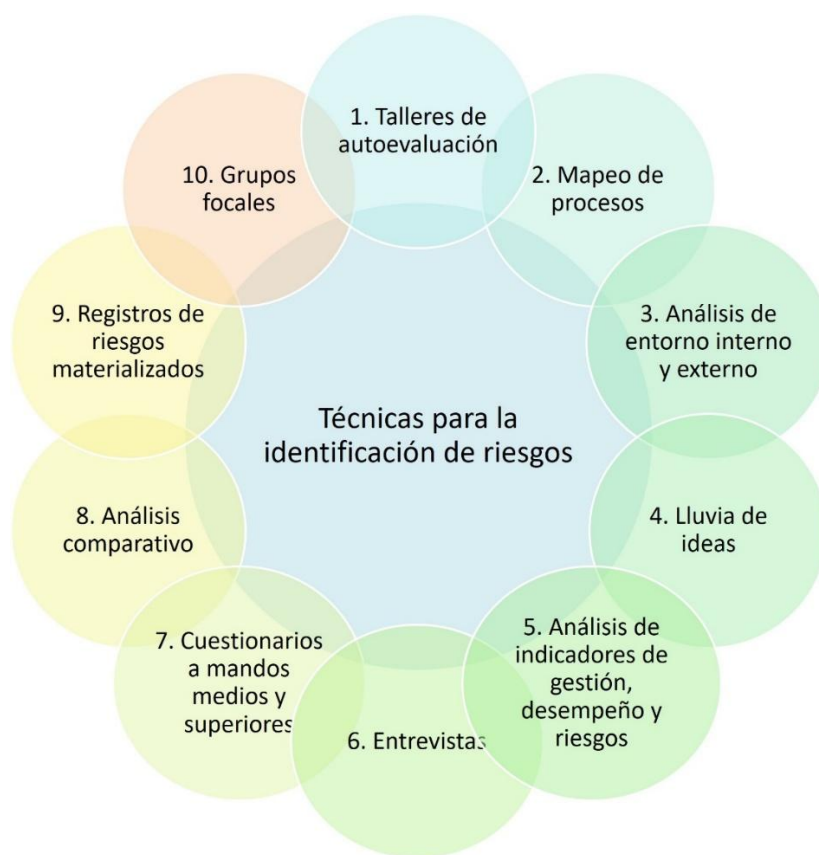 1. Talleres de
autoevaluación
2. Mapeo de
procesos
3. Análisis de
entorno interno
y externo
4. Lluvia de
ideas
5. Análisis de
indicadores de
gestión,
desempeño y
riesgos
6. Entrevistas
7. Cuestionarios
a mandos
medios y
superiores
8. Análisis
comparativo
9. Registros de
riesgos
materializados
10. Grupos
focales
Técnicas para la
identificación de riesgos